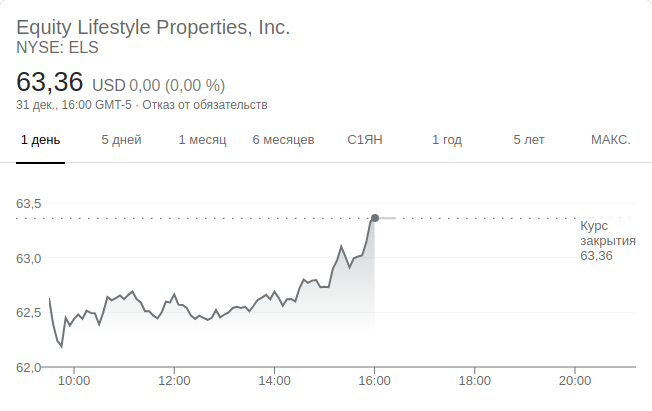 Equity Lifestyle Properties, Inc.
NYSE: ELS
63,36 USD 0,00 (0,00 %)
31 дек., 16:00 GMT-5 · Отказ от обязательств
1 день 5 дней 1 месяц 6 месяцев С1ЯН 1 год 5 лет МАКС.
63,5
Курс
закрытия
63,36
63,0
62,5
62,0
10:00 12:00 14:00 16:00 18:00 20:00